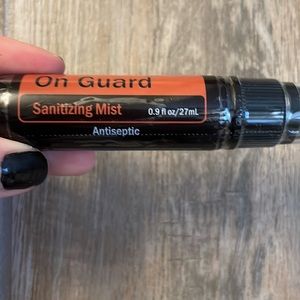 On Guard
Sanitizing Mist 0.9 fl oz/27mL
Antiseptic